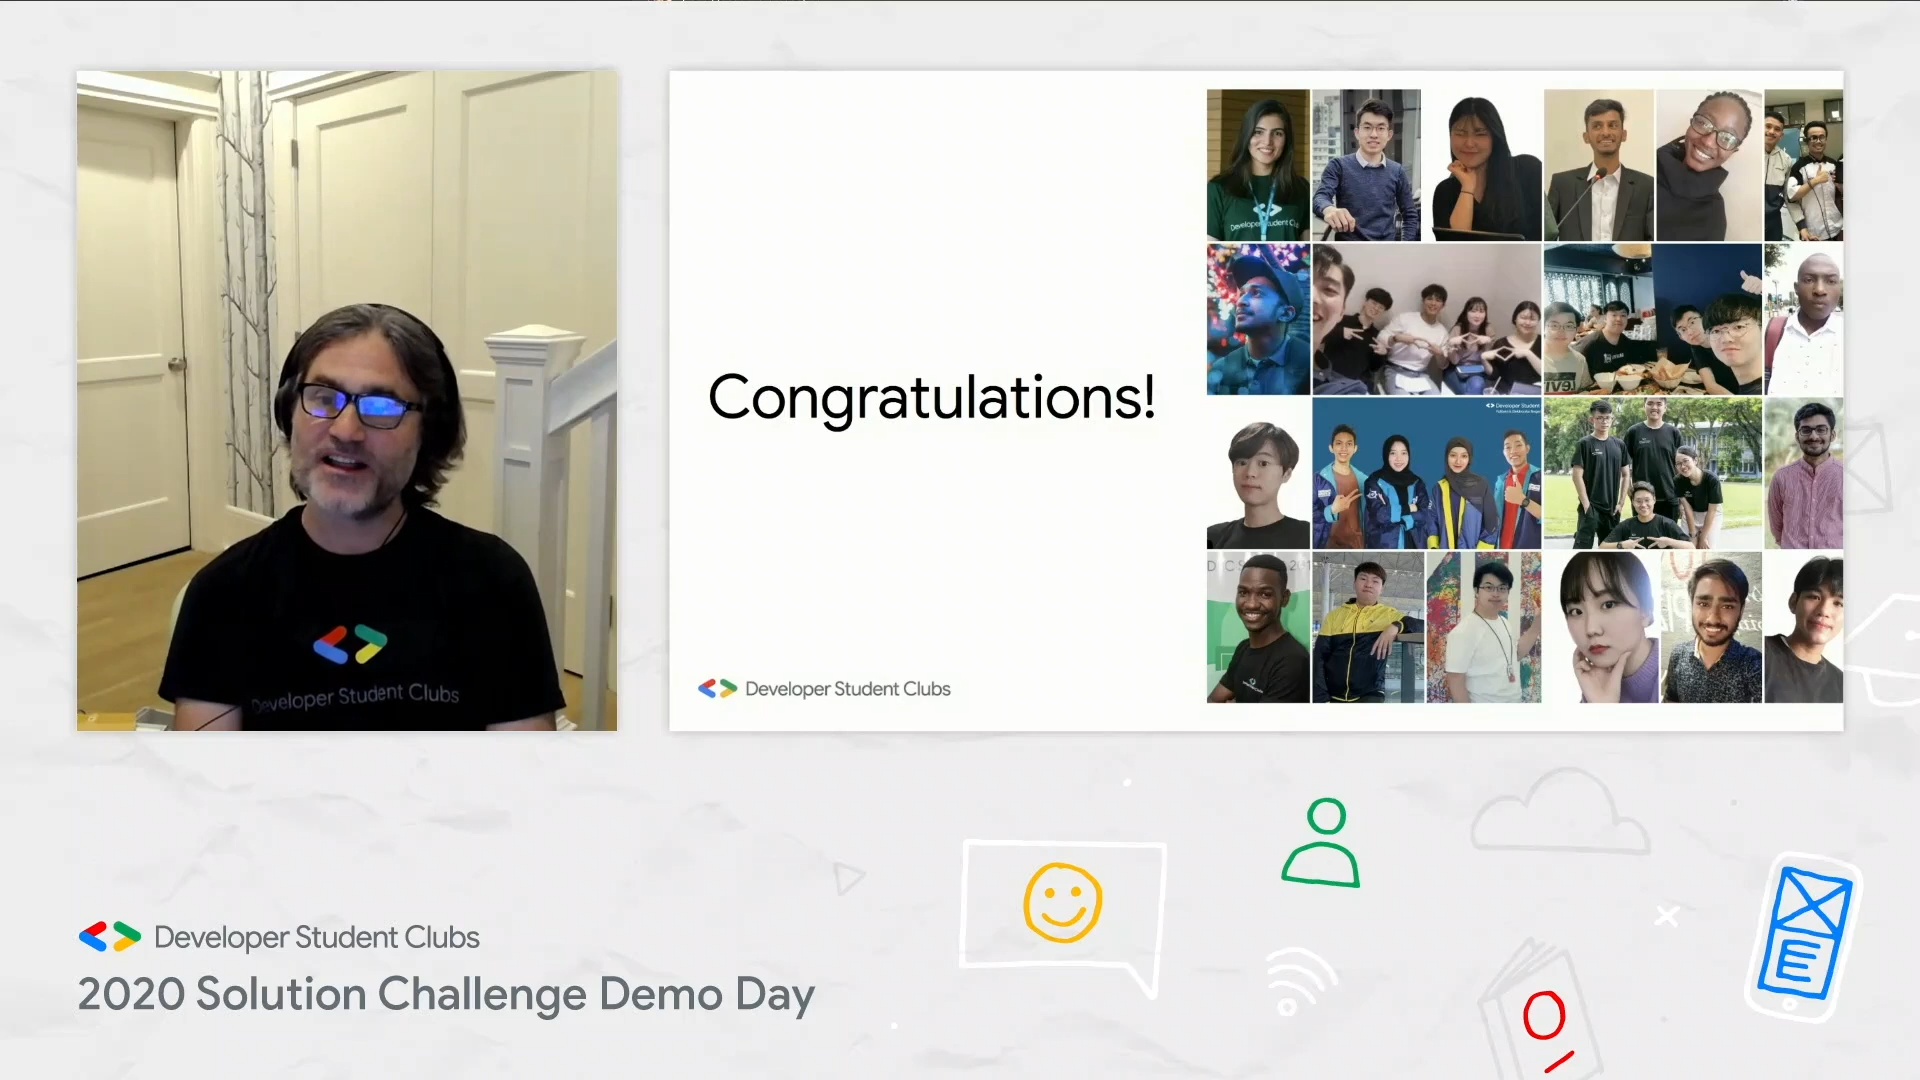 Congratulations!
Developer Student Clubs
Developer Student Clubs
Developer Student Clubs
2020 Solution Challenge Demo Day